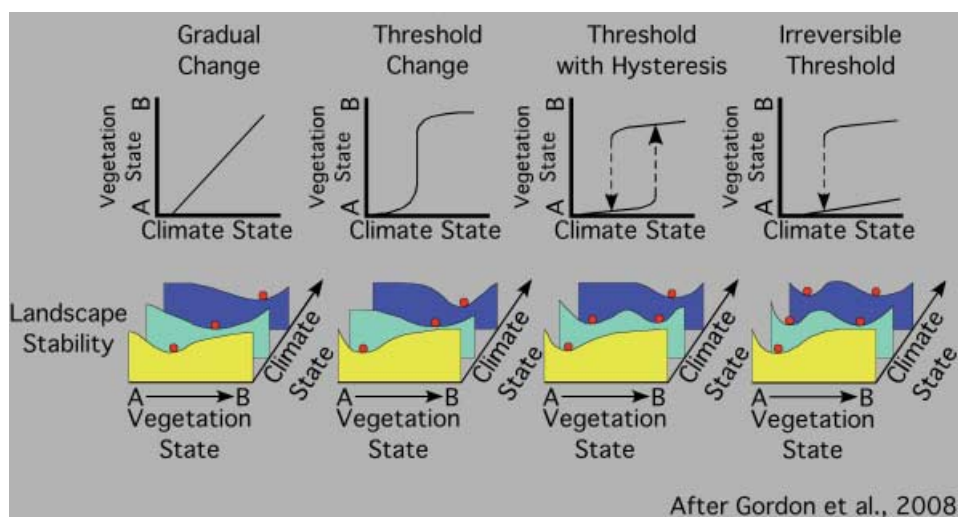 Gradual
Change
Threshold
Change
Threshold
with Hysteresis
Irreversible
Threshold
Vegetation
State
A
B
Climate State
Vegetation
State
A
B
Climate State
Vegetation
State
A
B
Climate State
Vegetation
State
A
B
Climate State
Landscape
Stability
A
B
Vegetation
State
Climate
State
A
B
Vegetation
State
Climate
State
A
B
Vegetation
State
Climate
State
A
B
Vegetation
State
Climate
State
After Gordon et al., 2008